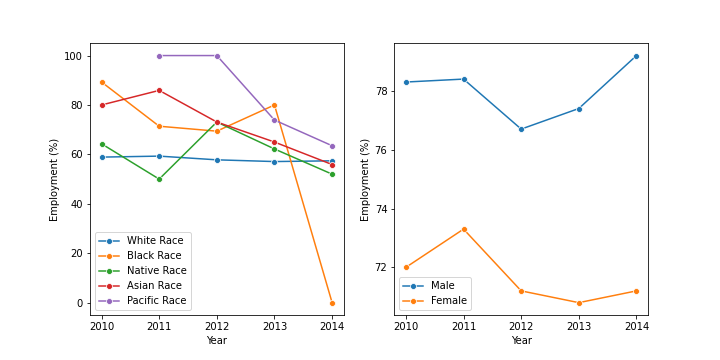 100
80
60
40
20
0
Employment (%)
2010 2011 2012 2013 2014
Year
White Race
Black Race
Native Race
Asian Race
Pacific Race
78
76
74
72
Employment (%)
2010 2011 2012 2013 2014
Year
Male
Female